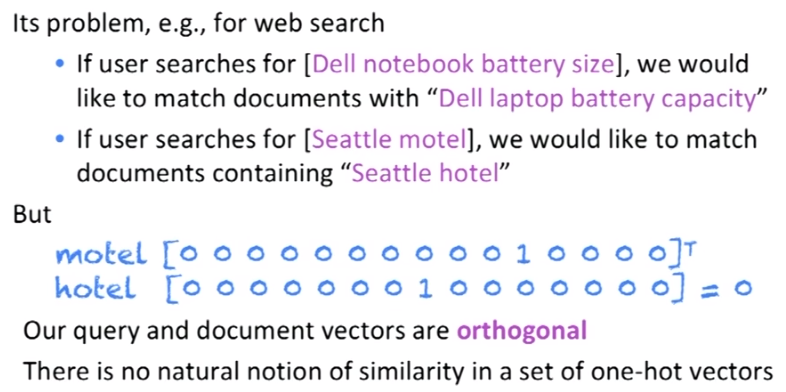 Its problem, e.g., for web search
• If user searches for [Dell notebook battery size], we would
like to match documents with “Dell laptop battery capacity”
• If user searches for [Seattle motel], we would like to match
documents containing “Seattle hotel”
But
motel [0 0 0 0 0 0 0 0 0 0 1 0 0 0 0]T
hotel [0 0 0 0 0 0 0 1 0 0 0 0 0 0 0] = 0
Our query and document vectors are orthogonal
There is no natural notion of similarity in a set of one-hot vectors